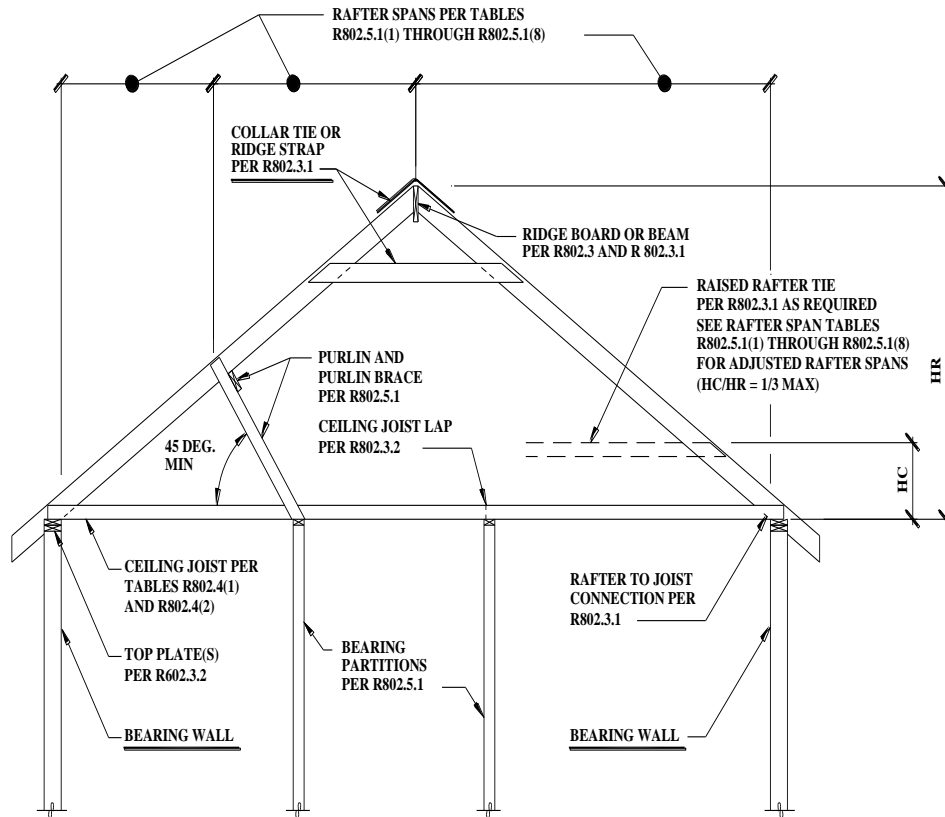 RAFTER SPANS PER TABLES
R802.5.1(1) THROUGH R802.5.1(8)
COLLAR TIE OR
RIDGE STRAP
PER R802.3.1
RIDGE BOARD OR BEAM
PER R802.3 AND R 802.3.1
RAISED RAFTER TIE
PER R802.3.1 AS REQUIRED
SEE RAFTER SPAN TABLES
R802.5.1(1) THROUGH R802.5.1(8)
FOR ADJUSTED RAFTER SPANS
(HC/HR = 1/3 MAX)
HR
PURLIN AND
PURLIN BRACE
PER R802.5.1
CEILING JOIST LAP
PER R802.3.2
45 DEG.
MIN
HC
CEILING JOIST PER
TABLES R802.4(1)
AND R802.4(2)
RAFTER TO JOIST
CONNECTION PER
R802.3.1
TOP PLATE(S)
PER R602.3.2
BEARING
PARTITIONS
PER R802.5.1
BEARING WALL
BEARING WALL